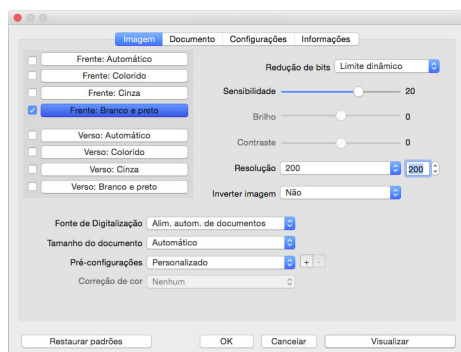 Imagem Documento Configurações Informações
Frente: Automático
Frente: Colorido
Frente: Cinza
Frente: Branco e preto
Verso: Automático
Verso: Colorido
Verso: Cinza
Verso: Branco e preto
Redução de bits Limite dinâmico
Sensibilidade 20
Brilho 0
Contraste 0
Resolução 200 200
Inverter imagem Não
Fonte de Digitalização Alim. autom. de documentos
Tamanho do documento Automático
Pré-configurações Personalizado + -
Correção de cor Nenhum
Restaurar padrões OK Cancelar Visualizar